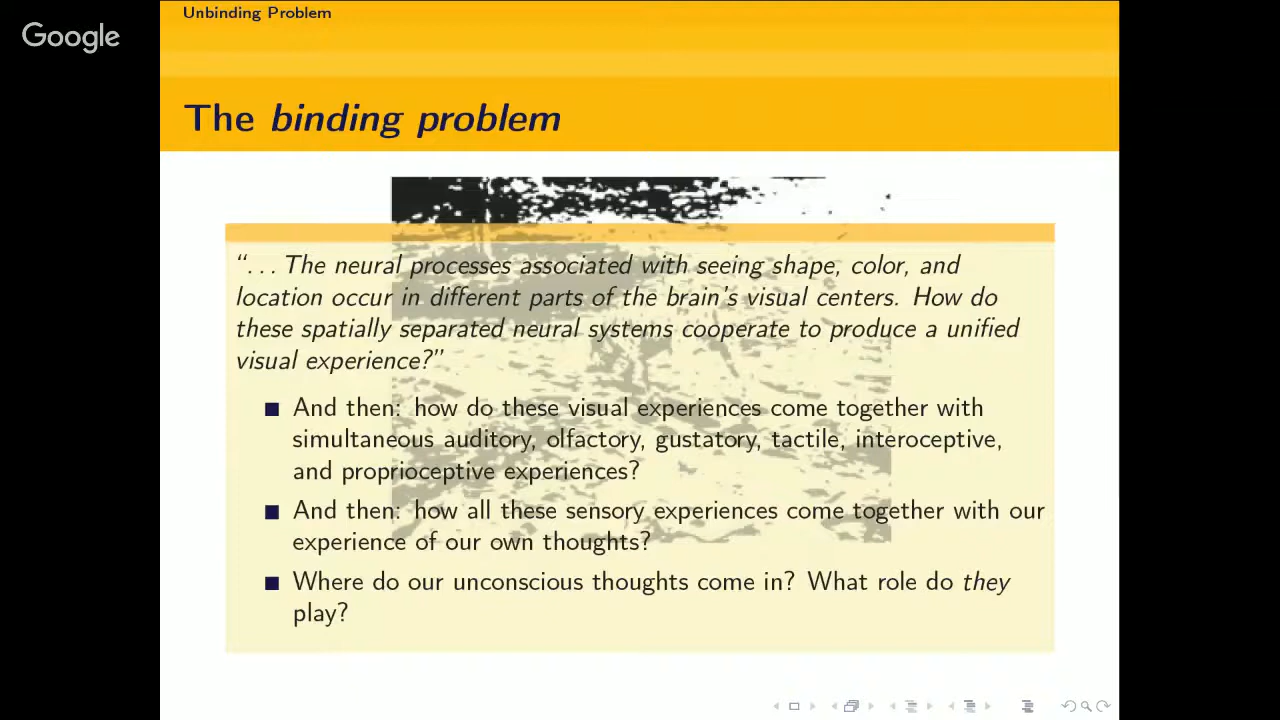 Unbinding Problem
Google
The binding problem
“. . . The neural processes associated with seeing shape, color, and
location occur in different parts of the brain’s visual centers. How do
these spatially separated neural systems cooperate to produce a unified
visual experience?”
And then: how do these visual experiences come together with
simultaneous auditory, olfactory, gustatory, tactile, interoceptive,
and proprioceptive experiences?
And then: how all these sensory experiences come together with our
experience of our own thoughts?
Where do our unconscious thoughts come in? What role do they
play?